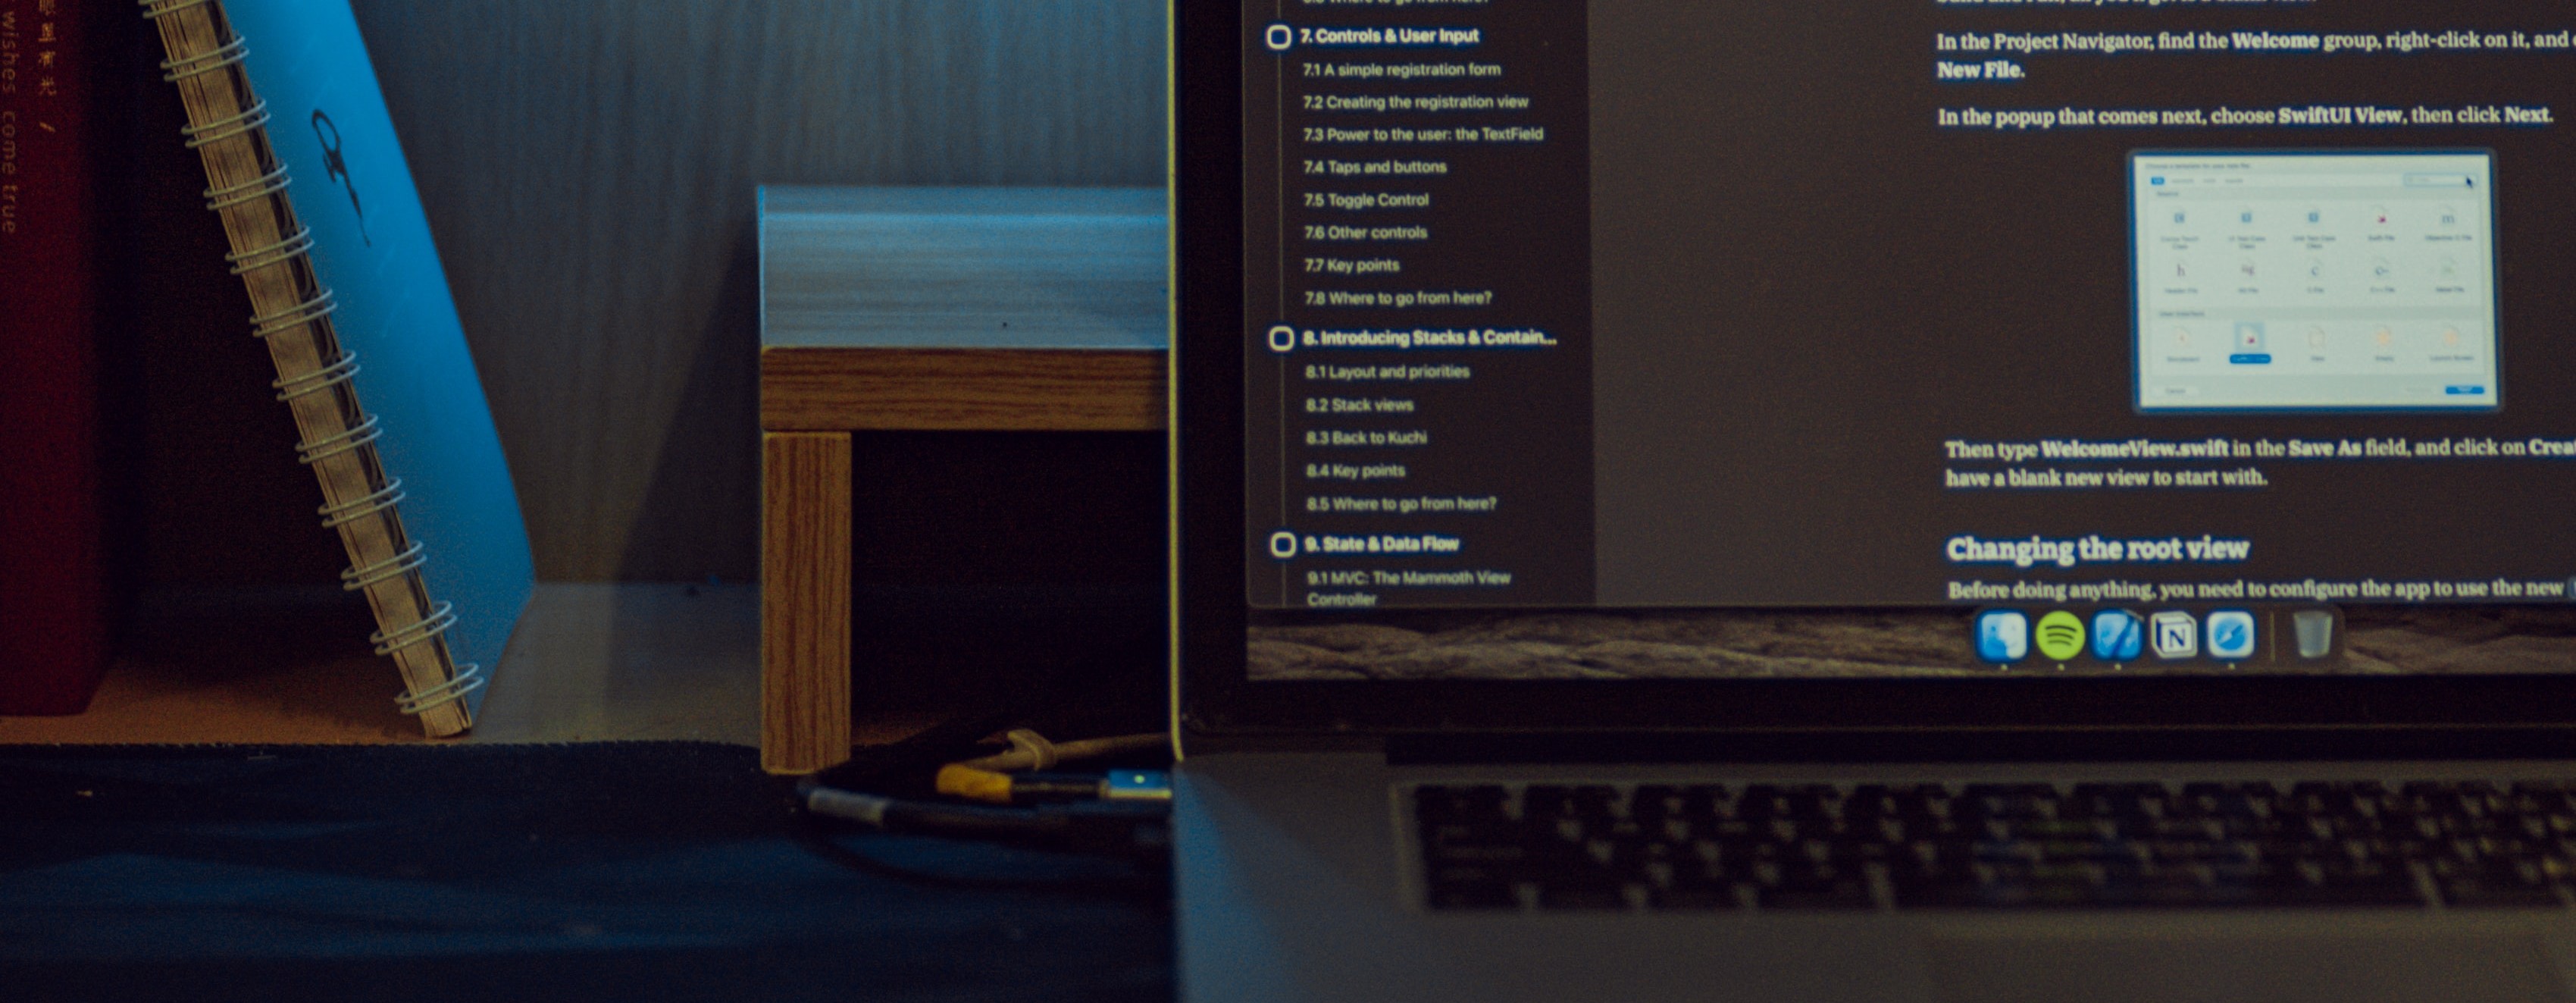 wishes come true
7. Controls & User Input
7.1 A simple registration form
7.2 Creating the registration view
7.3 Power to the user: the TextField
7.4 Taps and buttons
7.5 Toggle Control
7.6 Other controls
7.7 Key points
7.8 Where to go from here?
8. Introducing Stacks & Contain...
8.1 Layout and priorities
8.2 Stack views
8.3 Back to Kuchi
8.4 Key points
8.5 Where to go from here?
9. State & Data Flow
9.1 MVC: The Mammoth View
Controller
In the Project Navigator, find the Welcome group, right-click on it, and
New File.
In the popup that comes next, choose SwiftUI View, then click Next.
Then type WelcomeView.swift in the Save As field, and click on Crea
have a blank new view to start with.
Changing the root view
Before doing anything, you need to configure the app to use the new
N